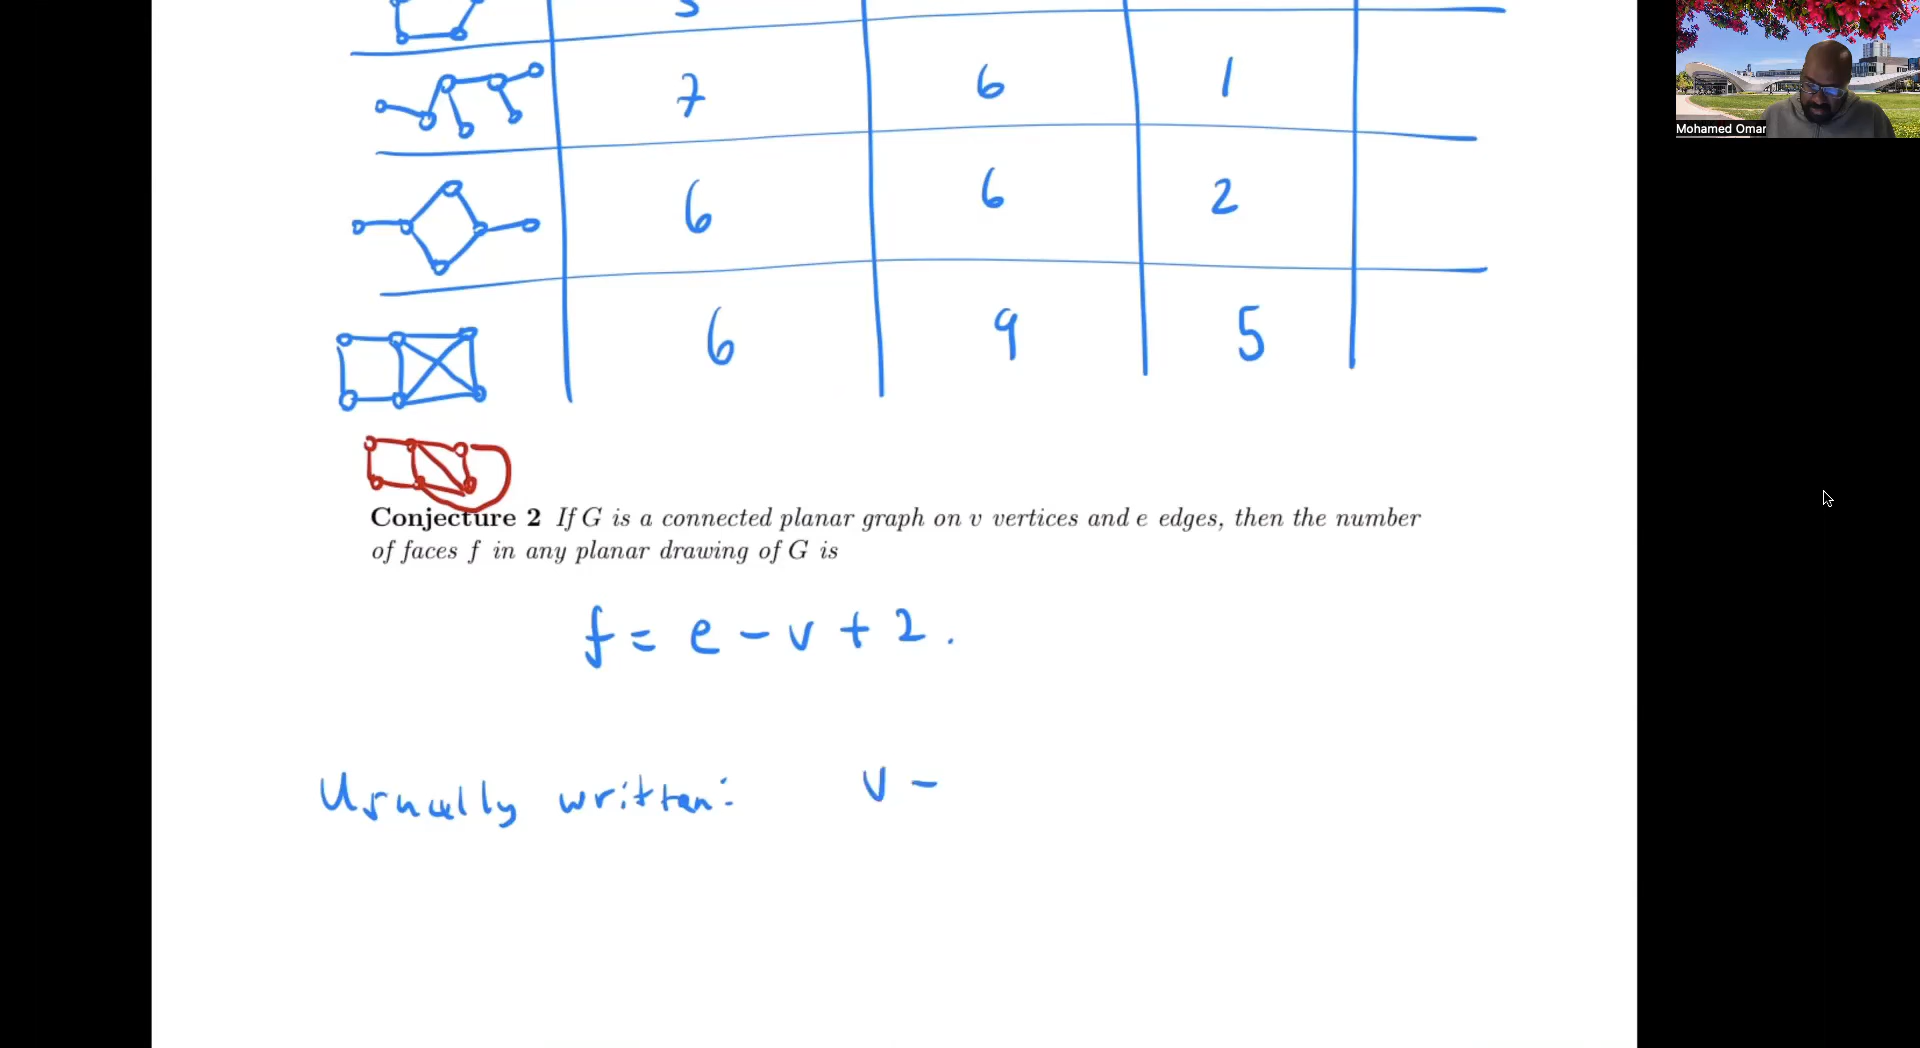 Mohamed Omar
7 6 1
6 6 2
6 9 5
Conjecture 2 If G is a connected planar graph on v vertices and e edges, then the number
of faces f in any planar drawing of G is
f = e - v + 2 .
Usually written: v -